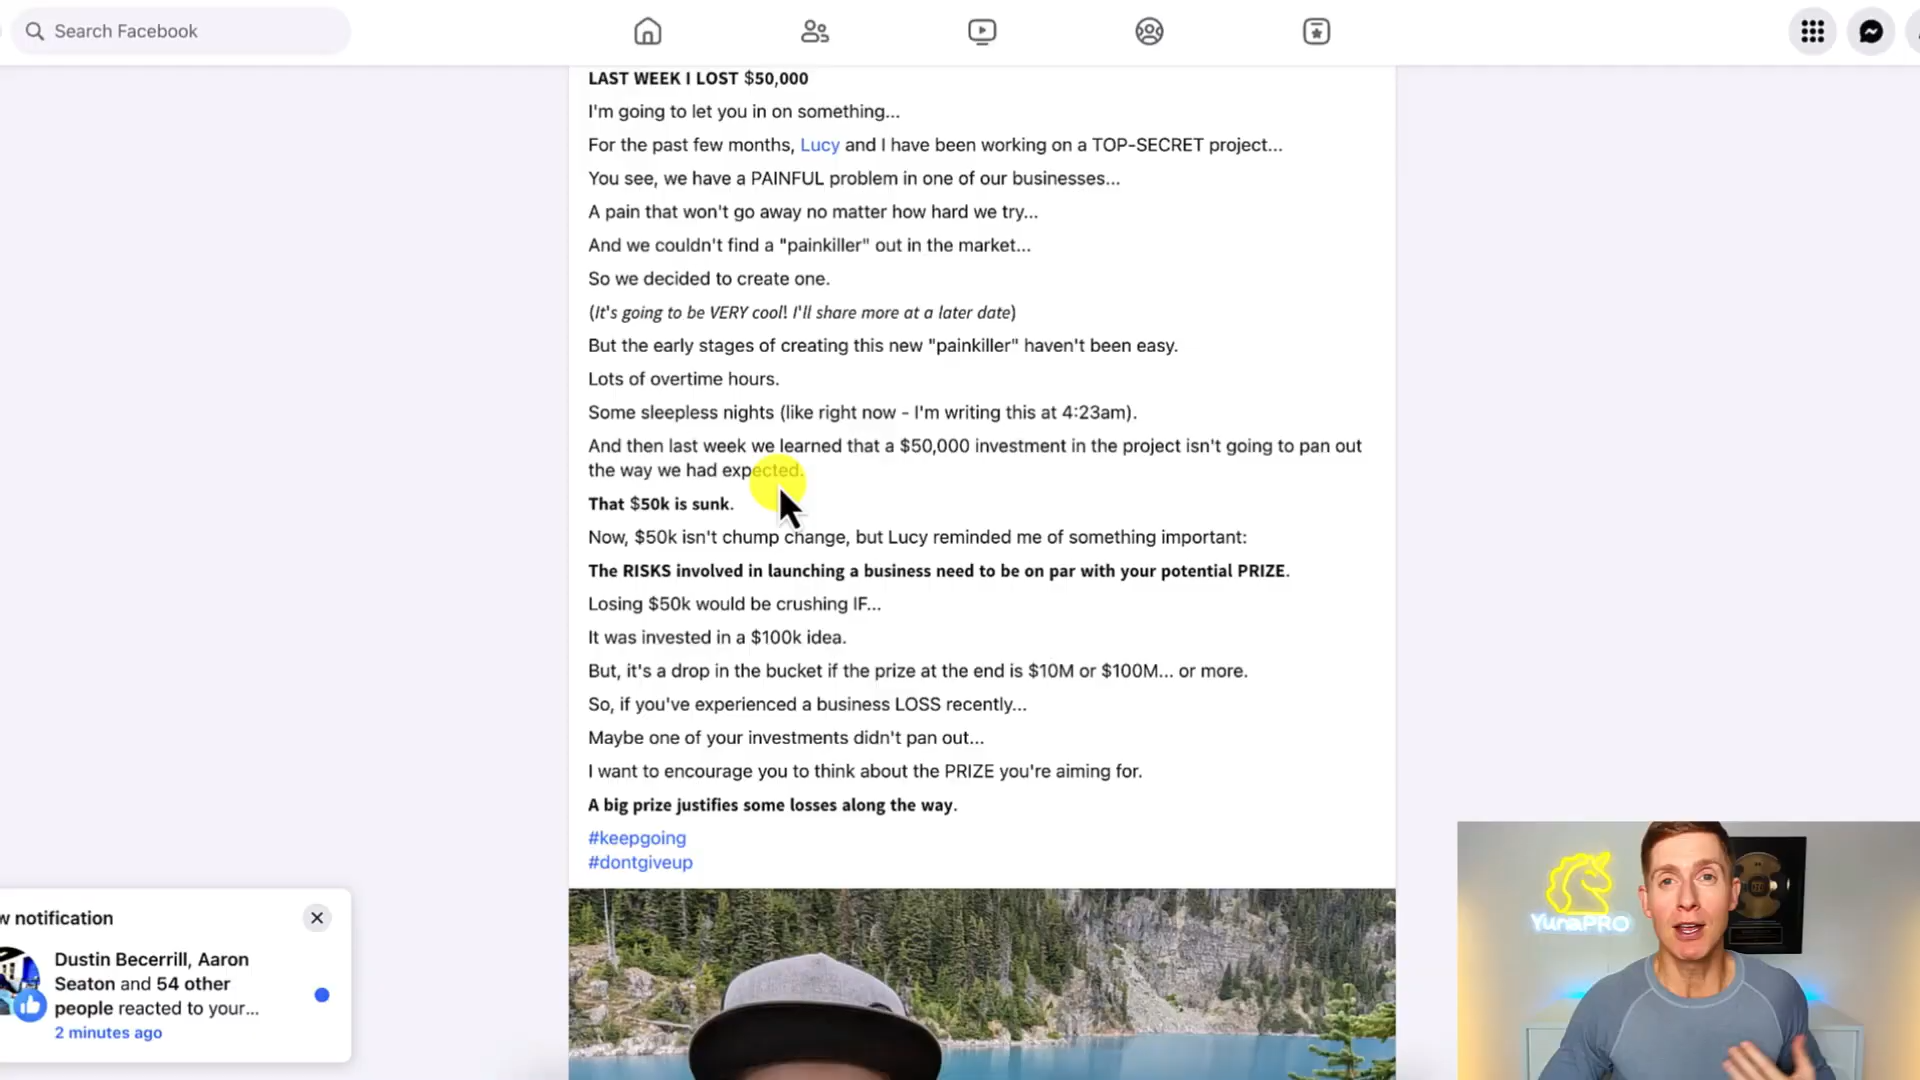 Search Facebook
LAST WEEK I LOST $50,000
I'm going to let you in on something...
For the past few months, Lucy and I have been working on a TOP-SECRET project...
You see, we have a PAINFUL problem in one of our businesses...
A pain that won't go away no matter how hard we try...
And we couldn't find a "painkiller" out in the market...
So we decided to create one.
(It's going to be VERY cool! I'll share more at a later date)
But the early stages of creating this new "painkiller" haven't been easy.
Lots of overtime hours.
Some sleepless nights (like right now - I'm writing this at 4:23am).
And then last week we learned that a $50,000 investment in the project isn't going to pan out
the way we had expected.
That $50k is sunk.
Now, $50k isn't chump change, but Lucy reminded me of something important:
The RISKS involved in launching a business need to be on par with your potential PRIZE.
Losing $50k would be crushing IF...
It was invested in a $100k idea.
But, it's a drop in the bucket if the prize at the end is $10M or $100M... or more.
So, if you've experienced a business LOSS recently...
Maybe one of your investments didn't pan out...
I want to encourage you to think about the PRIZE you're aiming for.
A big prize justifies some losses along the way.
#keepgoing
#dontgiveup
w notification
Dustin Becerrill, Aaron
Seaton and 54 other
people reacted to your...
2 minutes ago
YunaPRO